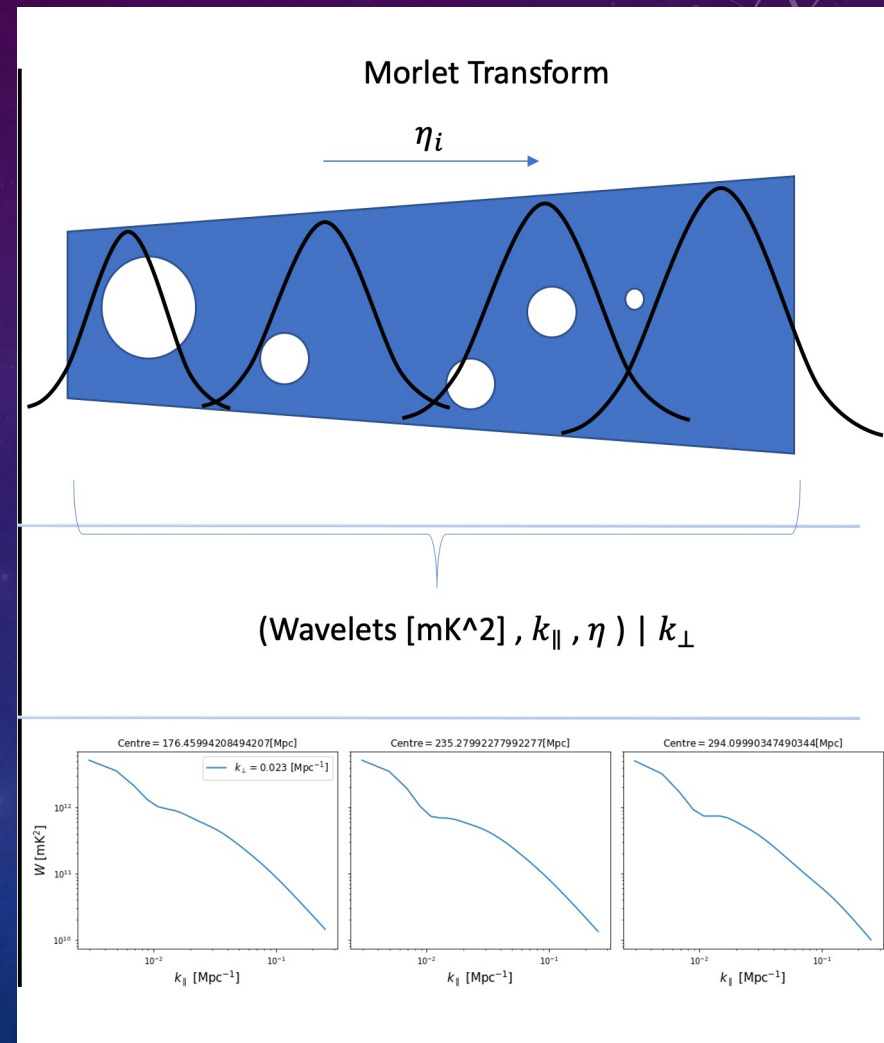 Morlet Transform
η_i
(Wavelets [mK^2] , k_∥ , η ) | k_⊥
Centre = 176.45994208494207[Mpc]
Centre = 235.27992277992277[Mpc]
Centre = 294.09990347490344[Mpc]
k_⊥ = 0.023 [Mpc⁻¹]
W [mK²]
10¹²
10¹¹
10¹⁰
10⁻² 10⁻¹
10⁻² 10⁻¹
10⁻² 10⁻¹
k_∥ [Mpc⁻¹]
k_∥ [Mpc⁻¹]
k_∥ [Mpc⁻¹]